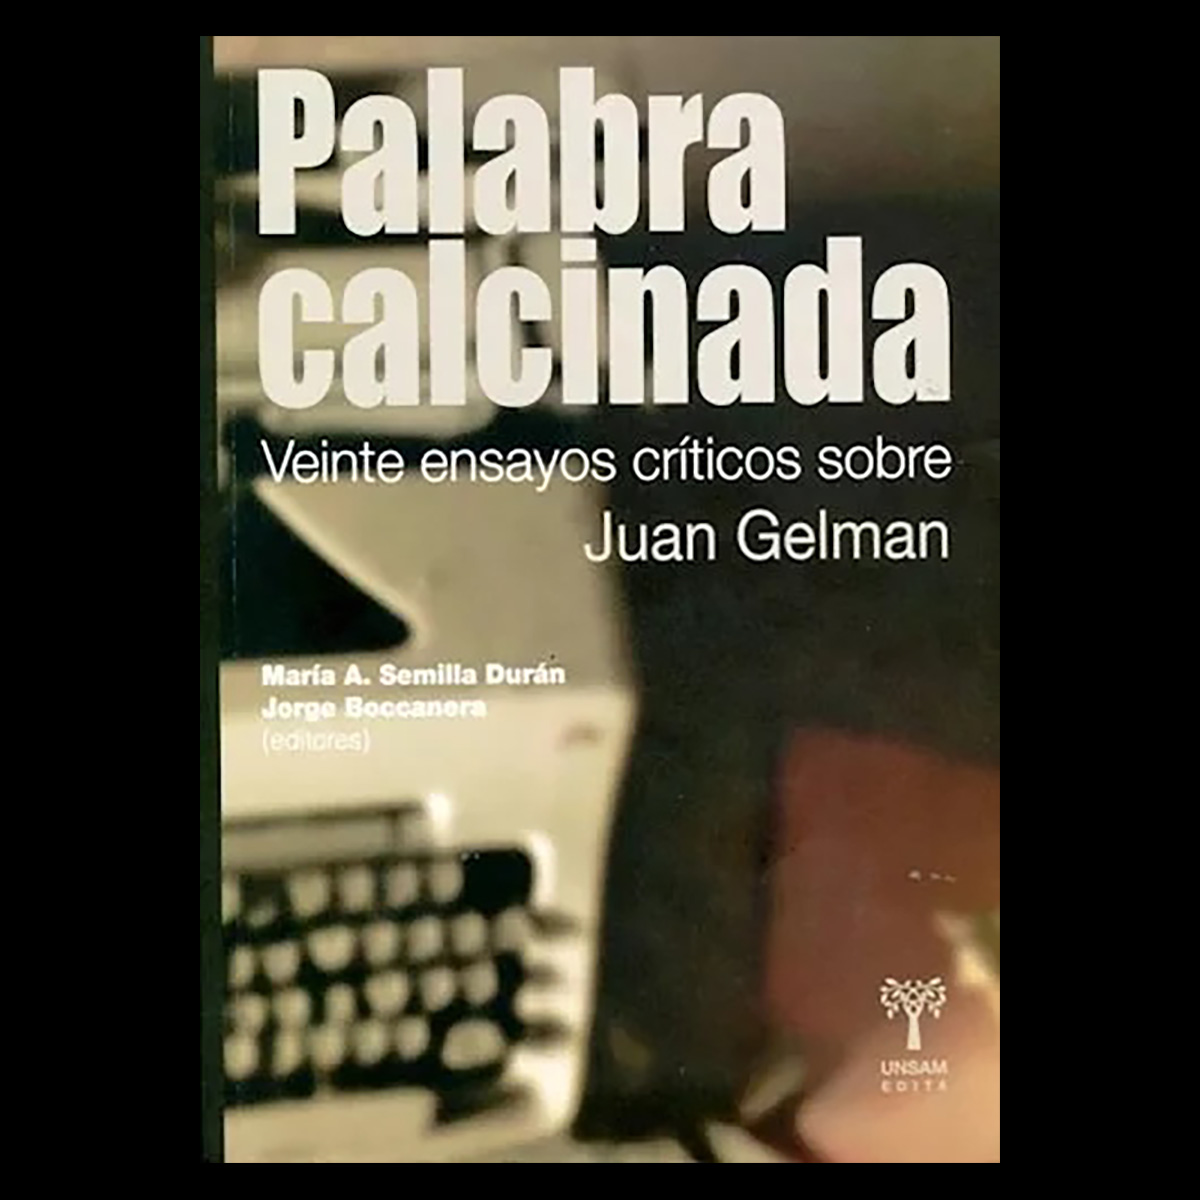 Palabra
calcinada
Veinte ensayos críticos sobre
Juan Gelman
María A. Semilla Durán
Jorge Boccanera
(editores)
UNSAM
EDITA